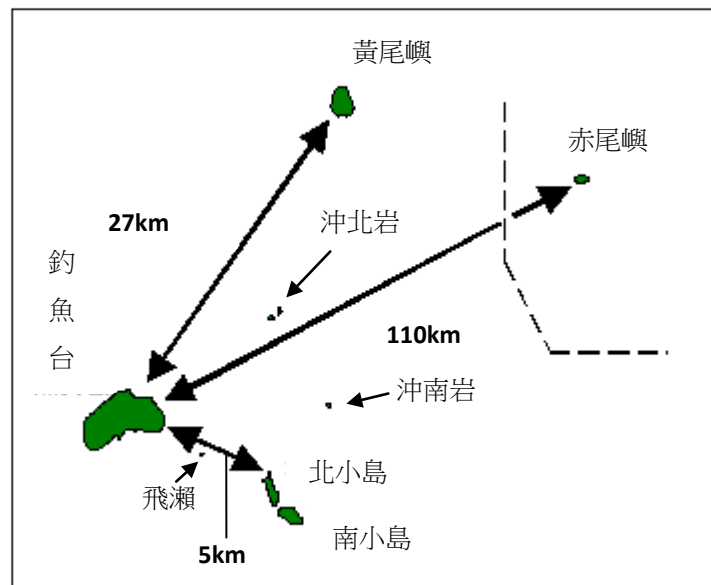 黃尾嶼
赤尾嶼
27km
沖北岩
釣魚台
110km
沖南岩
北小島
飛瀨
南小島
5km